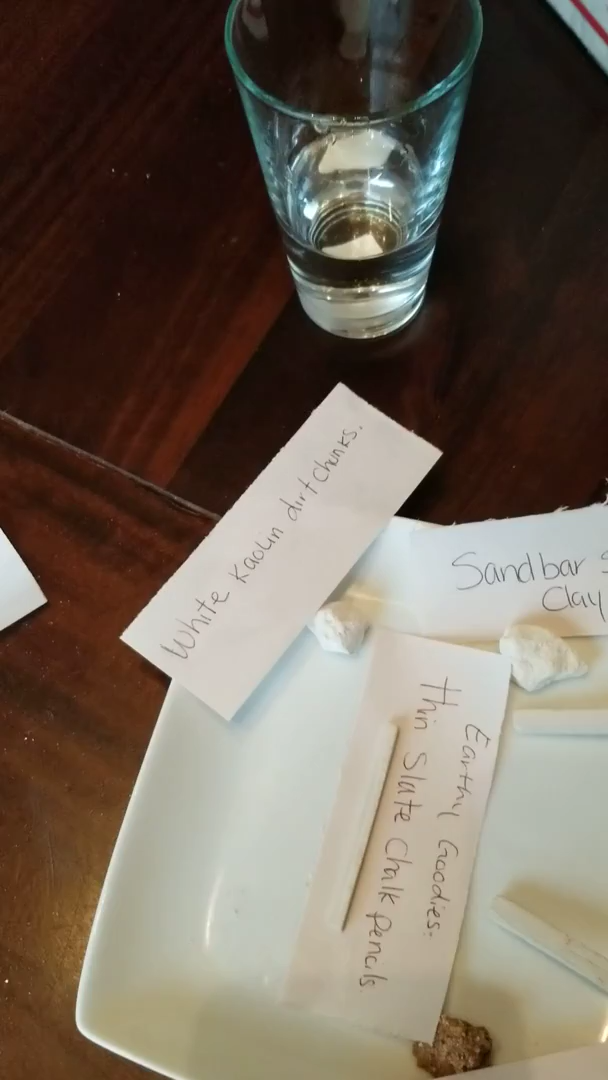 White Kaolin dirt Chunks.
Sandbar
Clay
Earthy Goodies:
thin Slate Chalk pencils.